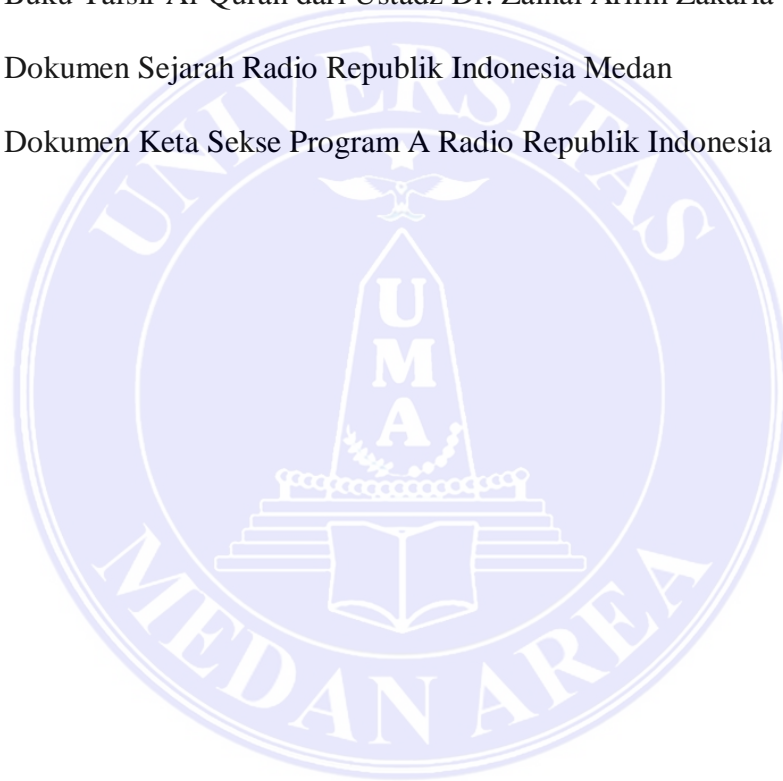 Buku Tafsir Al-Quran dari Ustadz Dr. Zainal Arifin Zakaria
Dokumen Sejarah Radio Republik Indonesia Medan
Dokumen Keta Sekse Program A Radio Republik Indonesia
UNIVERSITAS
U
M
A
MEDAN AREA